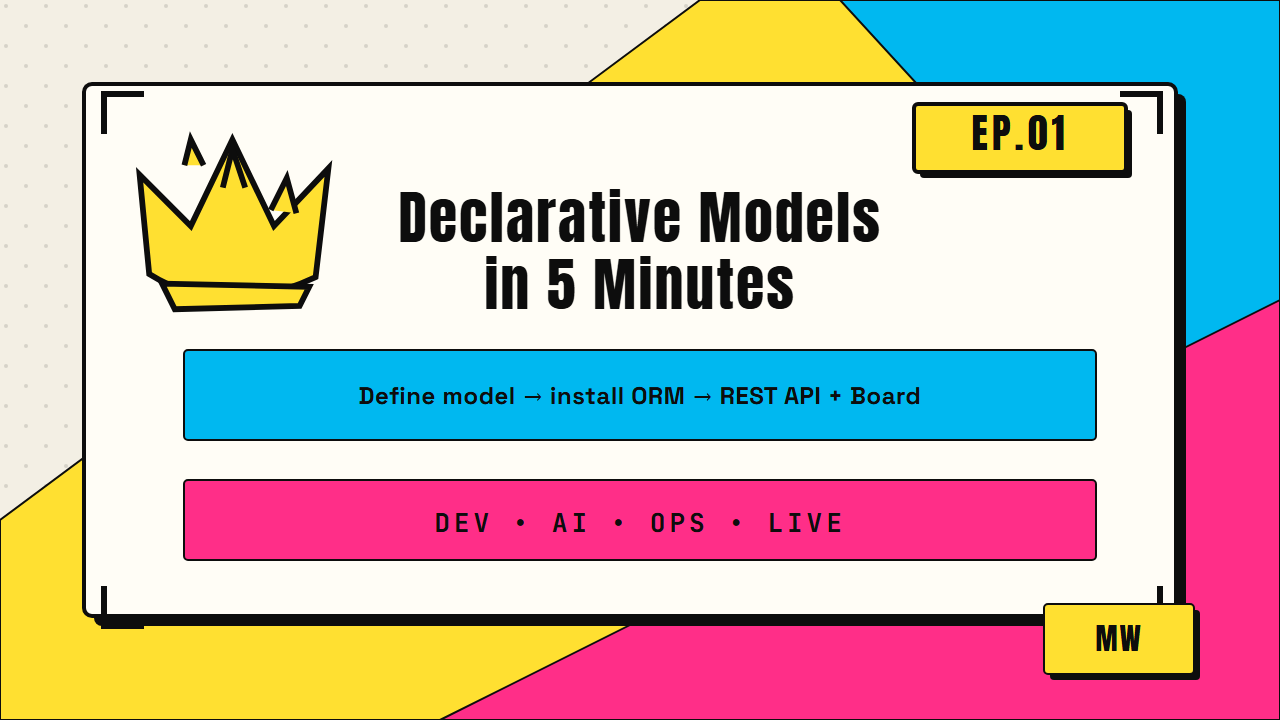 EP.01
Declarative Models
in 5 Minutes
Define model → install ORM → REST API + Board
DEV • AI • OPS • LIVE
MW